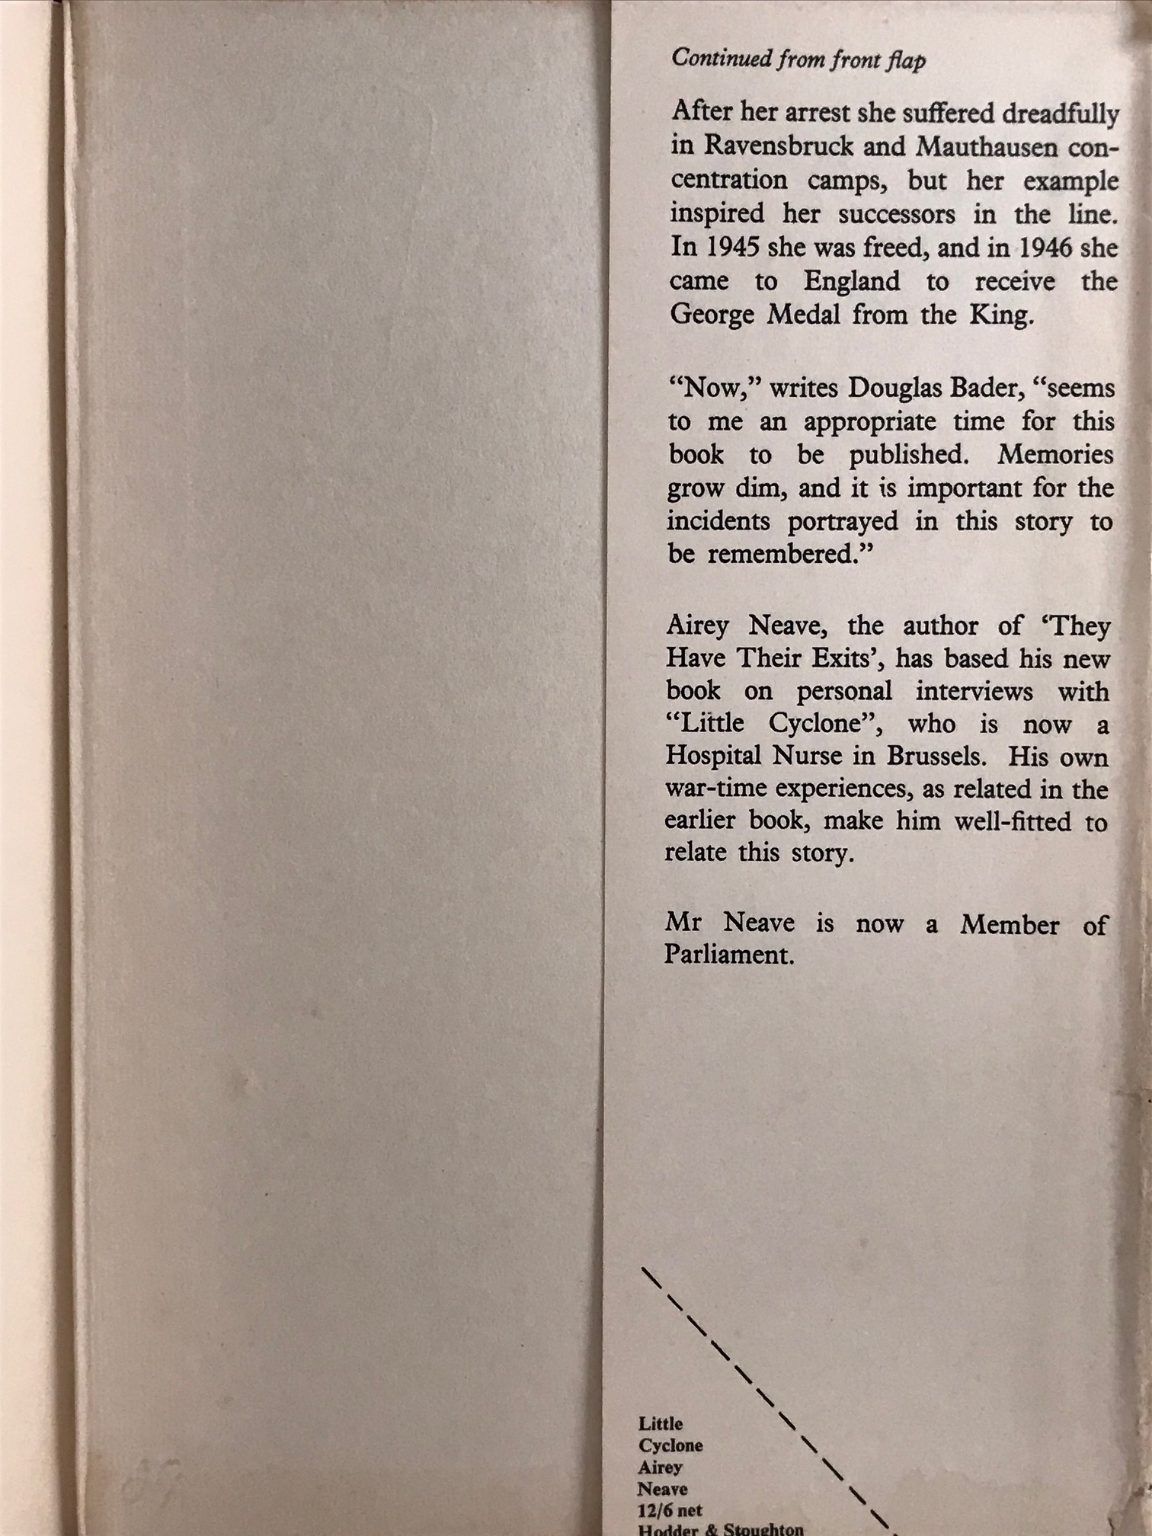 Continued from front flap
After her arrest she suffered dreadfully
in Ravensbruck and Mauthausen con-
centration camps, but her example
inspired her successors in the line.
In 1945 she was freed, and in 1946 she
came to England to receive the
George Medal from the King.
“Now,” writes Douglas Bader, “seems
to me an appropriate time for this
book to be published. Memories
grow dim, and it is important for the
incidents portrayed in this story to
be remembered.”
Airey Neave, the author of ‘They
Have Their Exits’, has based his new
book on personal interviews with
“Little Cyclone”, who is now a
Hospital Nurse in Brussels. His own
war-time experiences, as related in the
earlier book, make him well-fitted to
relate this story.
Mr Neave is now a Member of
Parliament.
Little
Cyclone
Airey
Neave
12/6 net
Hodder & Stoughton